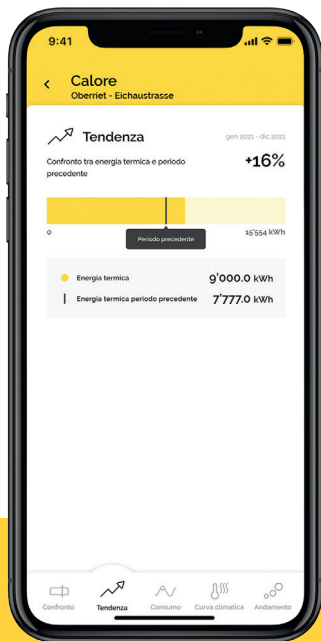 9:41
Calore
Oberriet - Eichaustrasse
Tendenza
gen 2021 - dic 2021
Confronto tra energia termica e periodo precedente
+16%
0
Periodo precedente
15'554 kWh
Energia termica
9'000.0 kWh
Energia termica periodo precedente
7'777.0 kWh
Confronto
Tendenza
Consumo
Curva climatica
Andamento